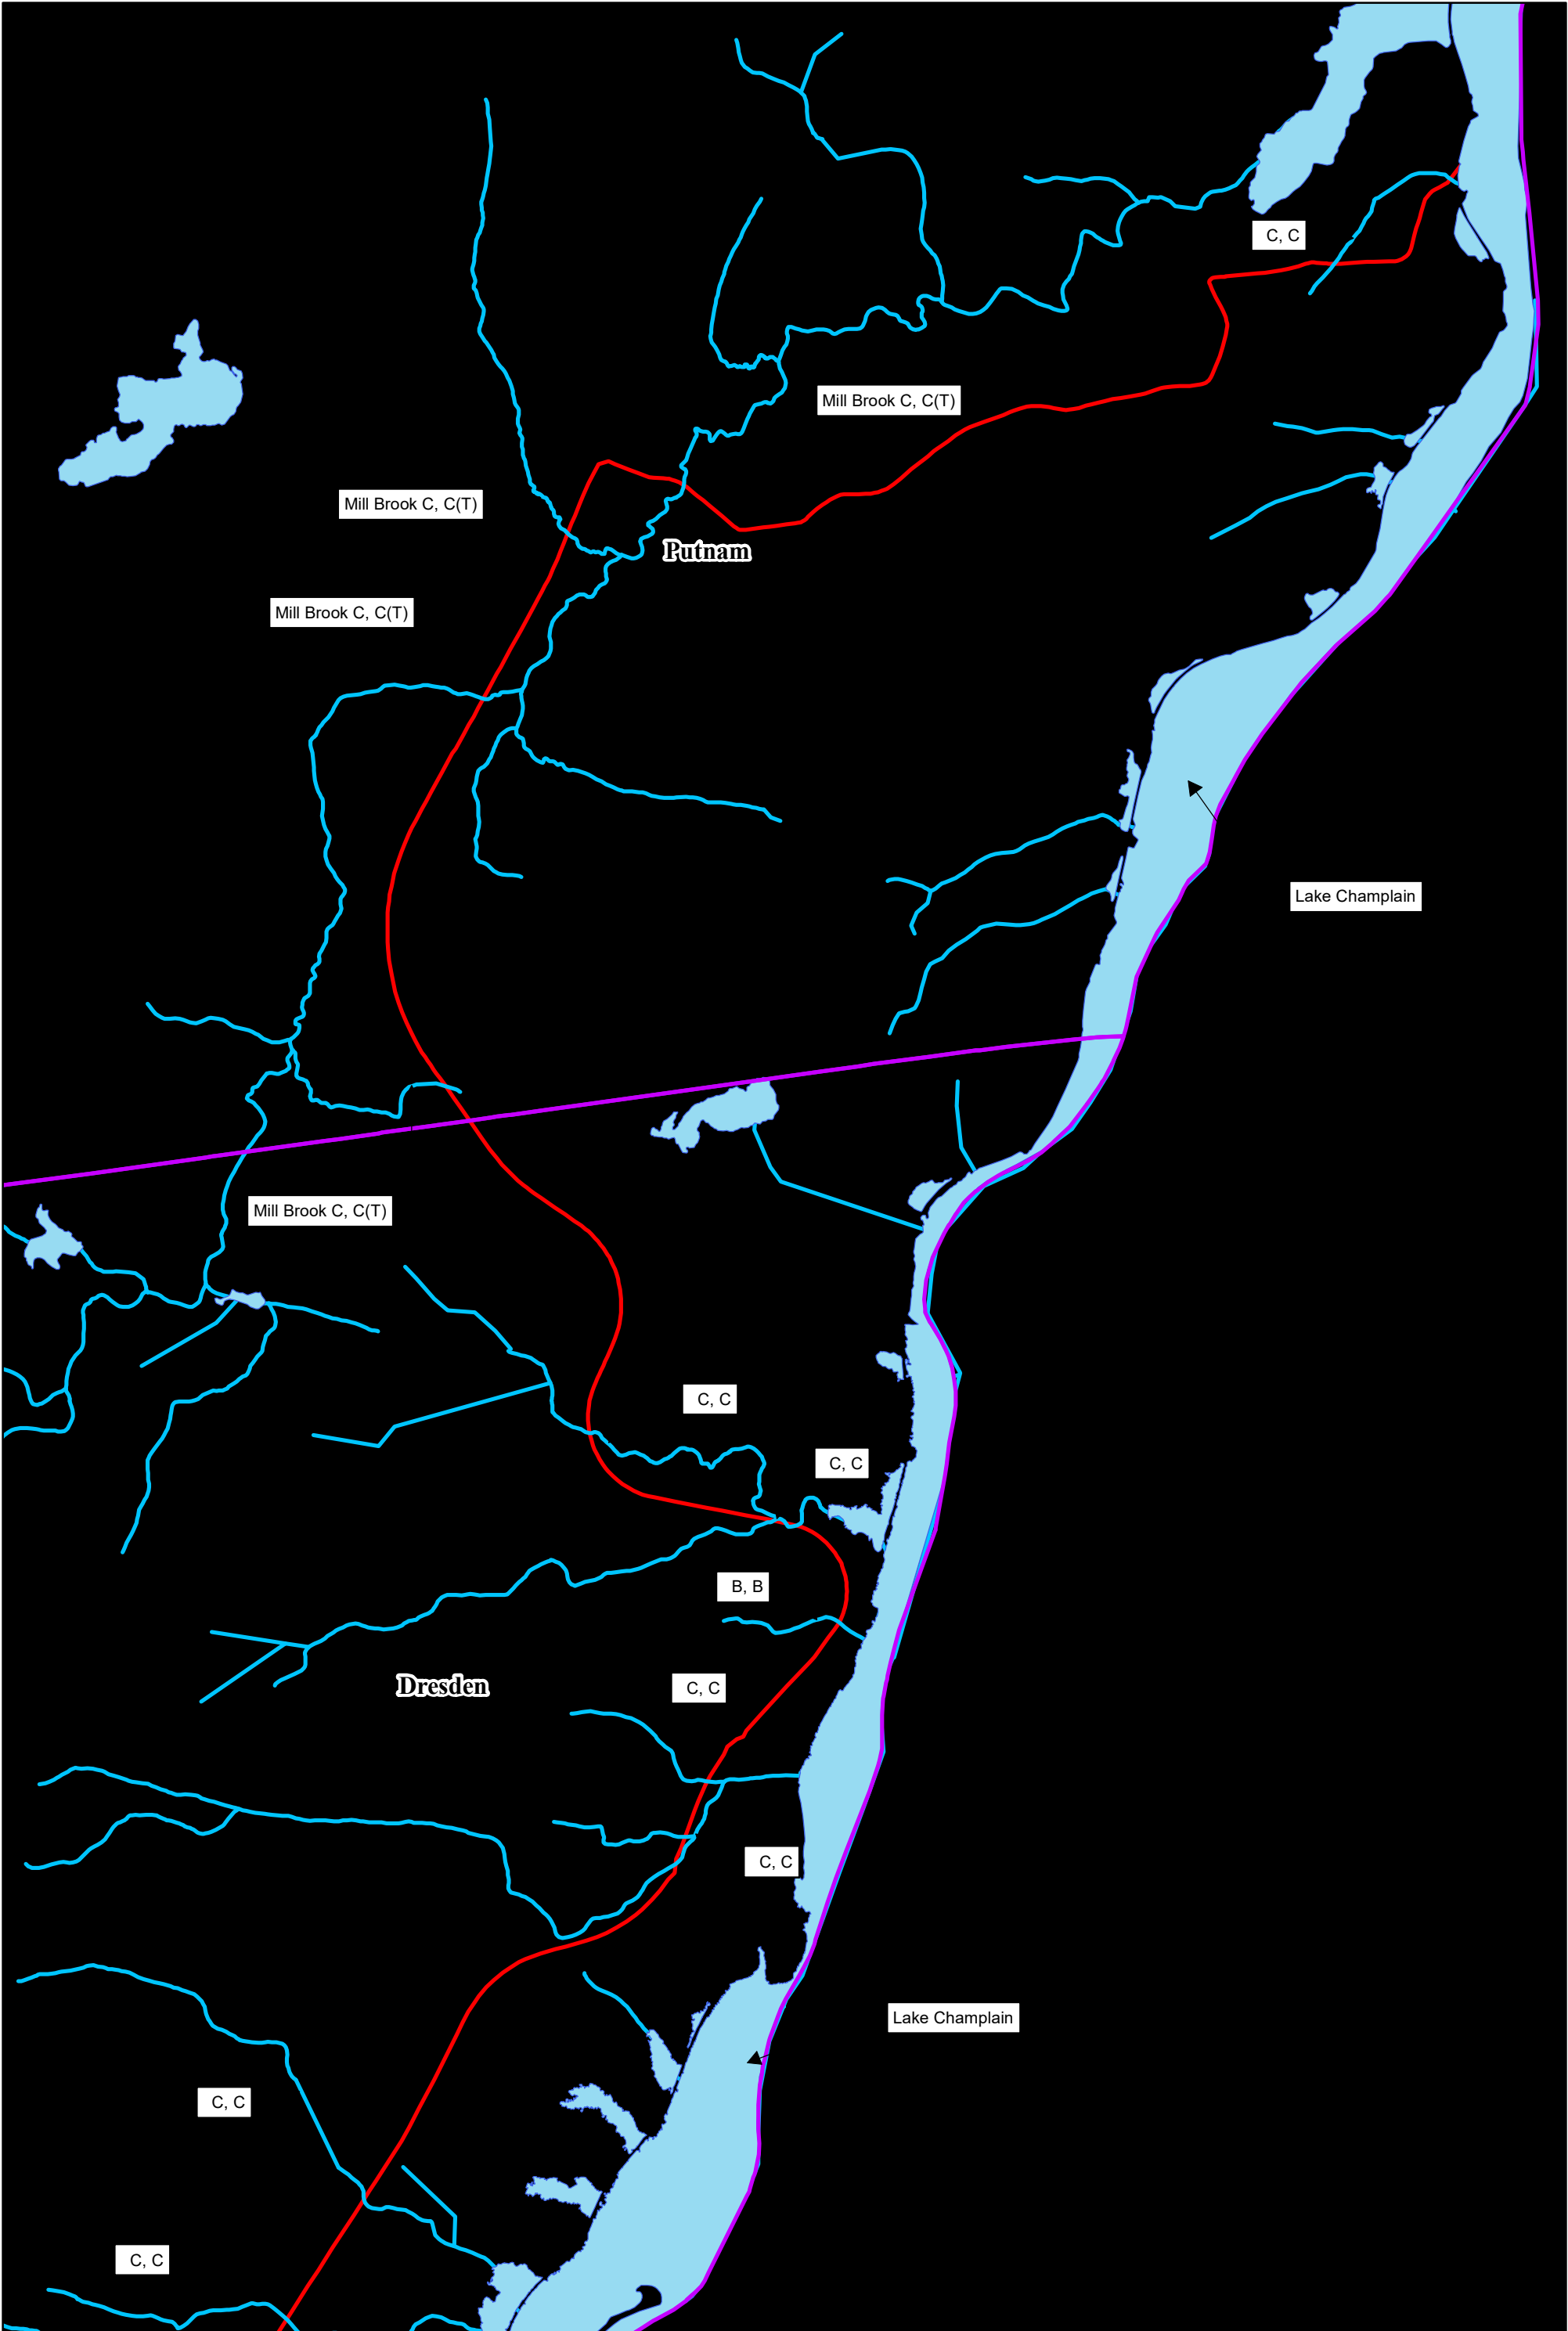 C, C
Mill Brook C, C(T)
Mill Brook C, C(T)
Putnam
Mill Brook C, C(T)
Lake Champlain
Mill Brook C, C(T)
C, C
C, C
B, B
Dresden
C, C
C, C
Lake Champlain
C, C
C, C